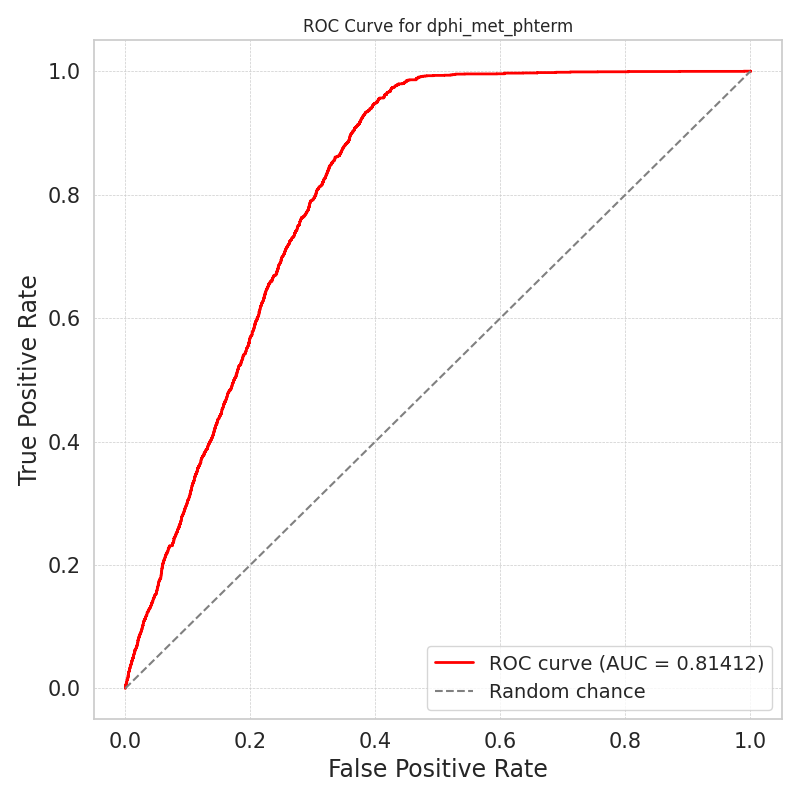 ROC Curve for dphi_met_phterm
True Positive Rate
1.0
0.8
0.6
0.4
0.2
0.0
ROC curve (AUC = 0.81412)
Random chance
0.0 0.2 0.4 0.6 0.8 1.0
False Positive Rate